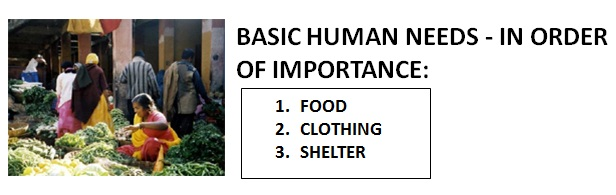 BASIC HUMAN NEEDS - IN ORDER
OF IMPORTANCE:
1. FOOD
2. CLOTHING
3. SHELTER